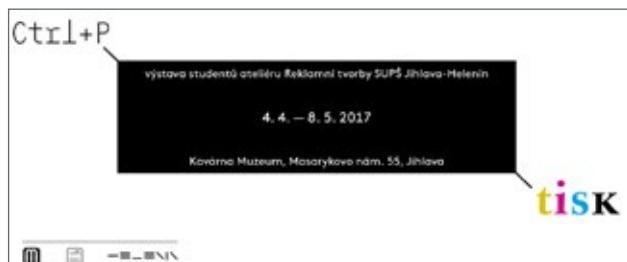 Ctrl+P
výstava studentů ateliéru Reklamní tvorby SUPŠ Jihlava-Helenín
4. 4. — 8. 5. 2017
Kavárna Muzeum, Masarykovo nám. 55, Jihlava
tisk